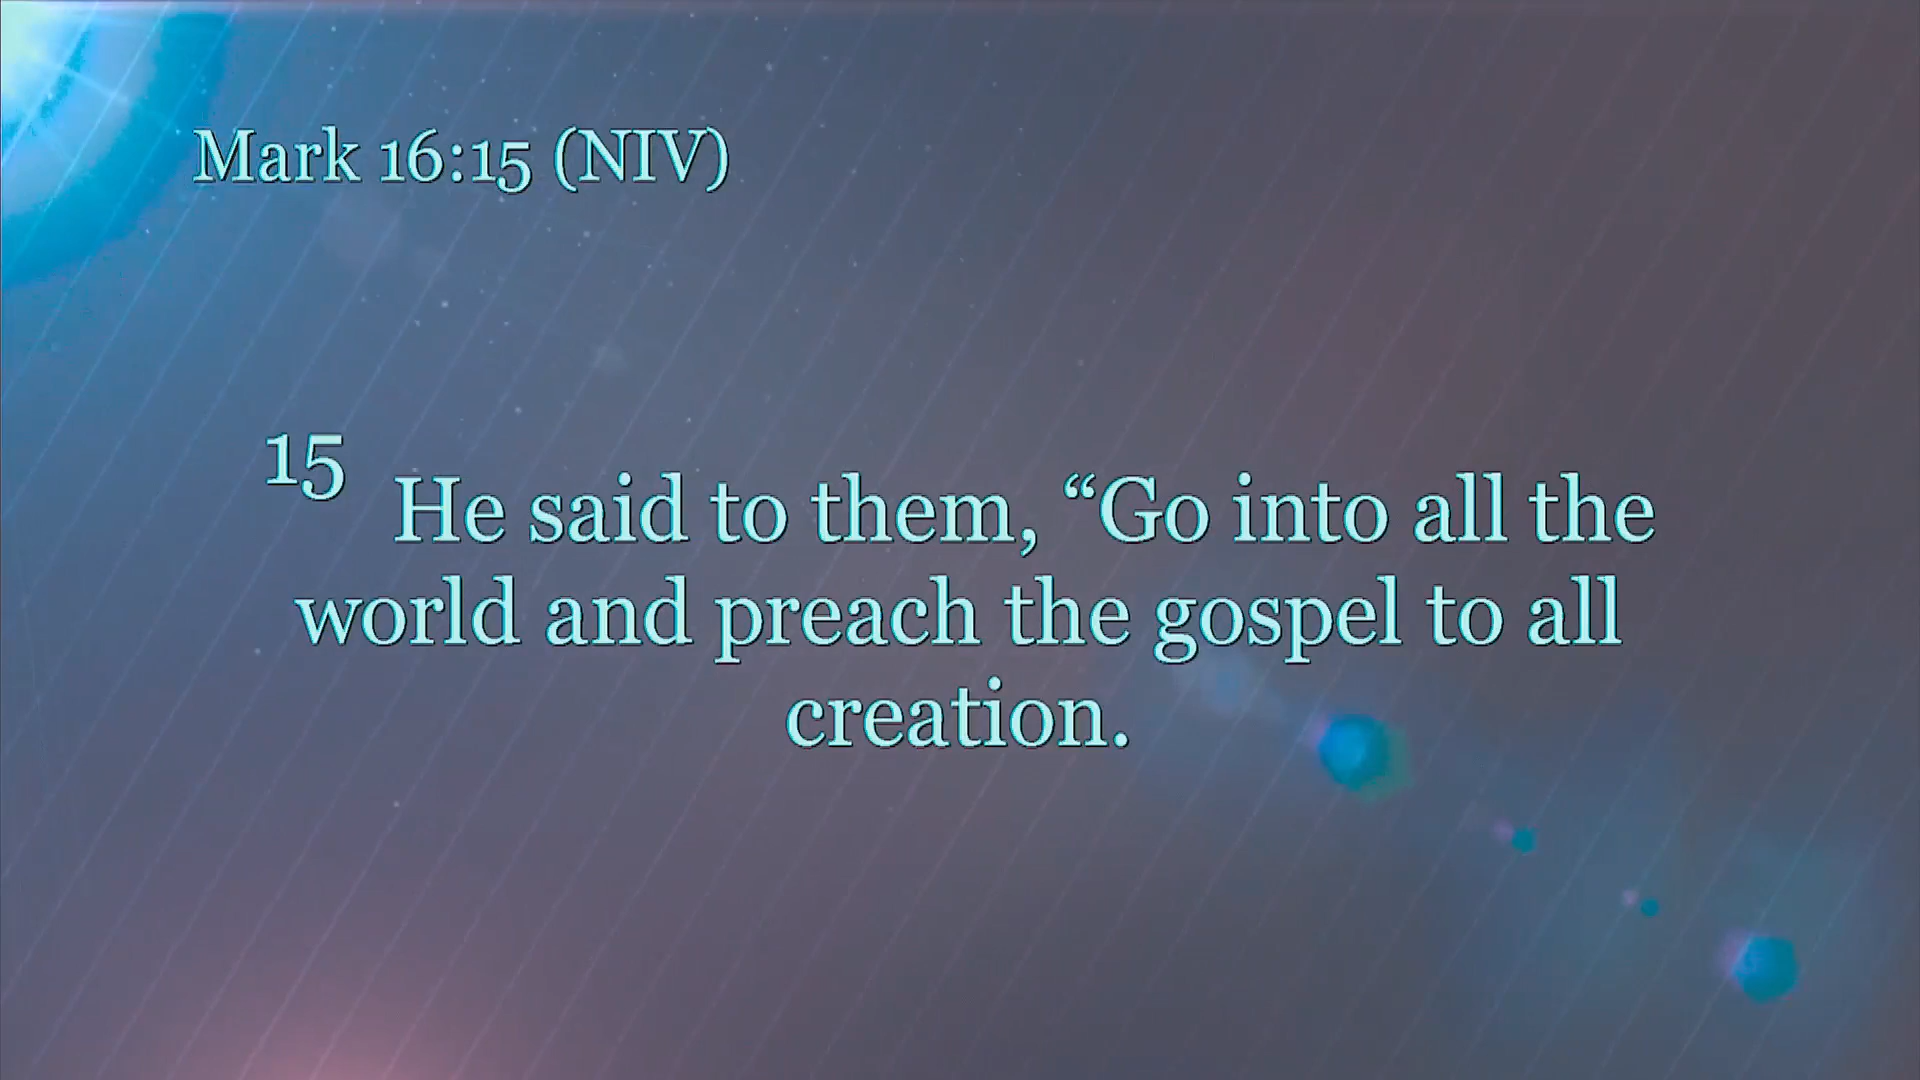 Mark 16:15 (NIV)
15 He said to them, “Go into all the
world and preach the gospel to all
creation.